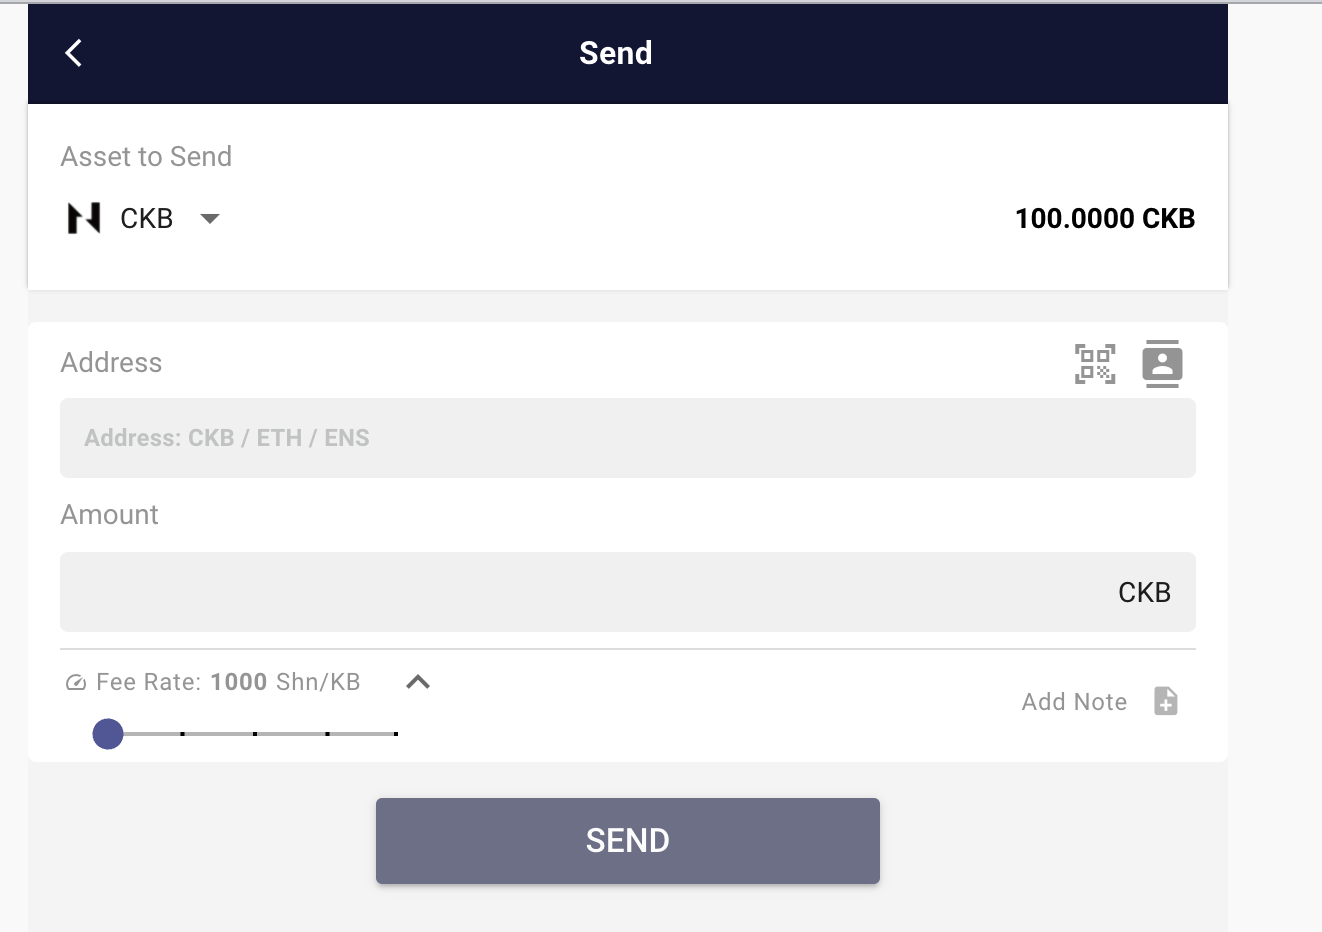 Send
Asset to Send
CKB
100.0000 CKB
Address
Address: CKB / ETH / ENS
Amount
CKB
Fee Rate: 1000 Shn/KB
Add Note
SEND